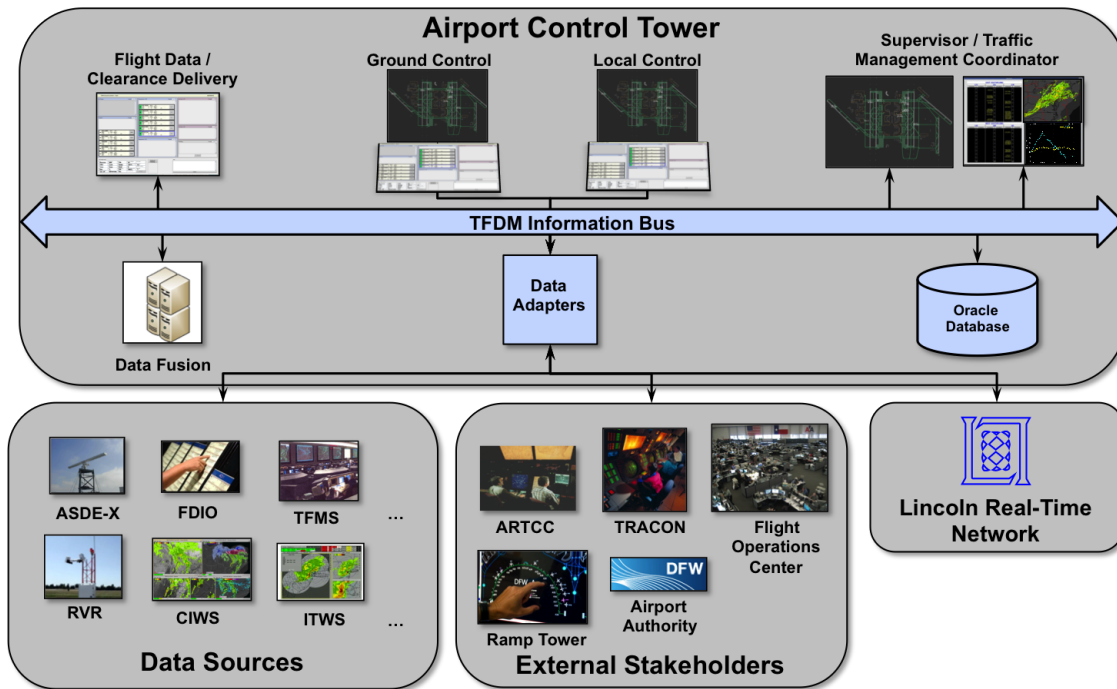 Airport Control Tower
Flight Data /
Clearance Delivery
Ground Control
Local Control
Supervisor / Traffic
Management Coordinator
TFDM Information Bus
Data Fusion
Data
Adapters
Oracle
Database
ASDE-X
FDIO
TFMS
...
RVR
CIWS
ITWS
...
Data Sources
ARTCC
TRACON
Flight
Operations
Center
DFW
Ramp Tower
DFW
Airport
Authority
External Stakeholders
Lincoln Real-Time
Network